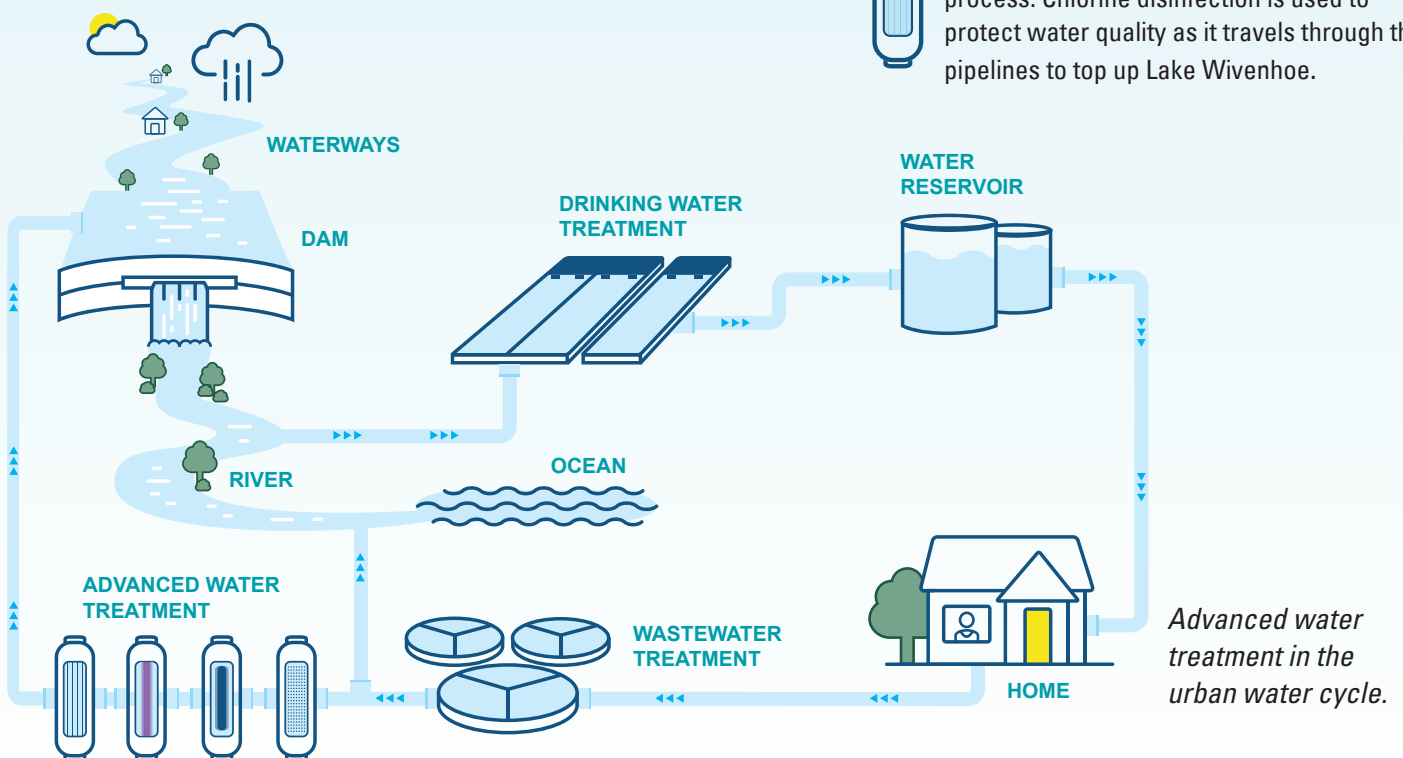 process. Chlorine disinfection is used to
protect water quality as it travels through th
pipelines to top up Lake Wivenhoe.
WATERWAYS
DAM
DRINKING WATER
TREATMENT
WATER
RESERVOIR
RIVER
OCEAN
ADVANCED WATER
TREATMENT
WASTEWATER
TREATMENT
HOME
Advanced water
treatment in the
urban water cycle.